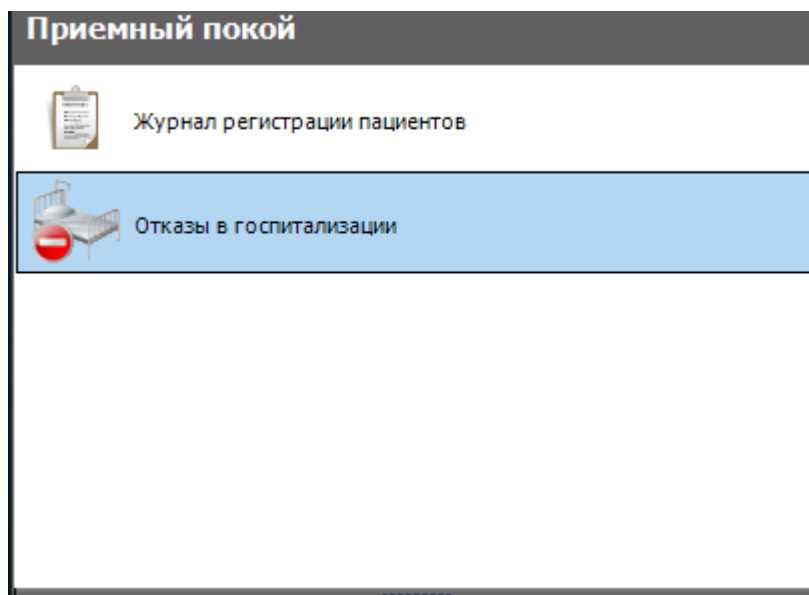 Приемный покой
Журнал регистрации пациентов
Отказы в госпитализации